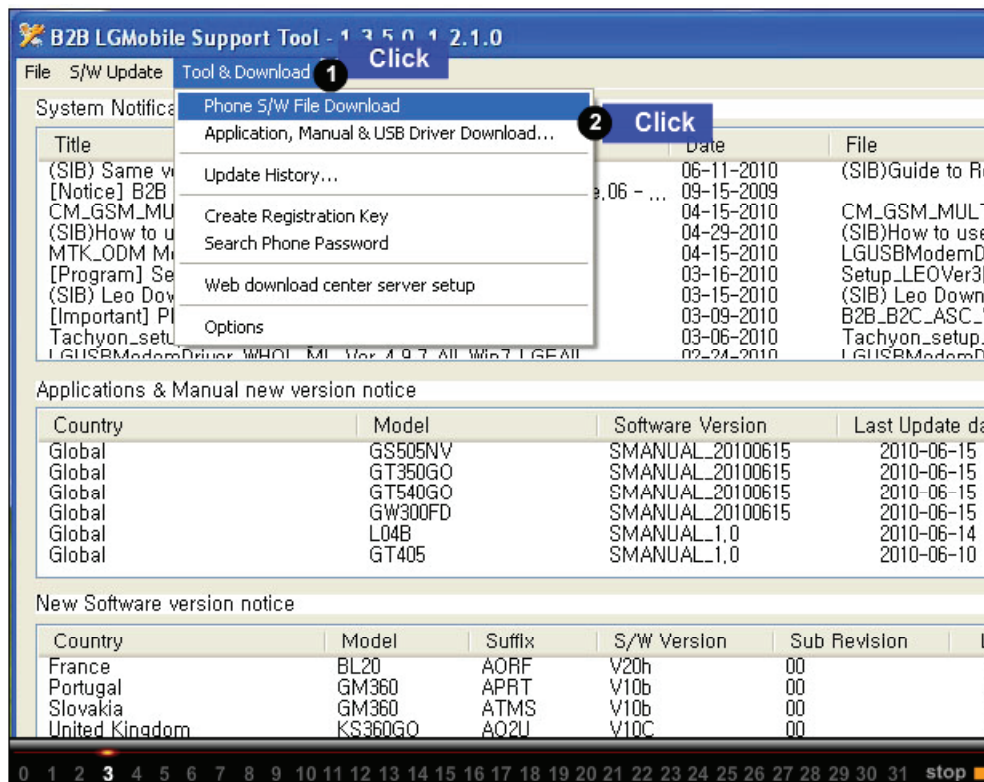 B2B LGMobile Support Tool - 1.3.5.0 1.2.1.0
Click
File S/W Update Tool & Download 1
System Notifica
Phone S/W File Download
2 Click
Application, Manual & USB Driver Download...
Update History...
Create Registration Key
Search Phone Password
Web download center server setup
Options
Title Date File
(SIB) Same 06-11-2010 (SIB)Guide to R
[Notice] B2B e,06 - ... 09-15-2009
CM_GSM_MU 04-15-2010 CM_GSM_MULT
(SIB)How to u 04-29-2010 (SIB)How to use
MTK_ODM M 04-15-2010 LGUSBModemD
[Program] Se 03-16-2010 Setup_LEOVer3[
(SIB) Leo Dov 03-15-2010 (SIB) Leo Down
[Important] Pl 03-09-2010 B2B_B2C_ASC_
Tachyon_setu 03-06-2010 Tachyon_setup.
LGUSBModemDriver_WHQL_ML_Ver_4.9.7_All_Win7_LGEAll 02-24-2010 LGUSBModemD
Applications & Manual new version notice
Country Model Software Version Last Update da
Global GS505NV SMANUAL_20100615 2010-06-15
Global GT350GO SMANUAL_20100615 2010-06-15
Global GT540GO SMANUAL_20100615 2010-06-15
Global GW300FD SMANUAL_20100615 2010-06-15
Global L04B SMANUAL_1,0 2010-06-14
Global GT405 SMANUAL_1,0 2010-06-10
New Software version notice
Country Model Suffix S/W Version Sub Revision
France BL20 AORF V20h 00
Portugal GM360 APRT V10b 00
Slovakia GM360 ATMS V10b 00
United Kingdom KS360GO AO2U V10C 00
0 1 2 3 4 5 6 7 8 9 10 11 12 13 14 15 16 17 18 19 20 21 22 23 24 25 26 27 28 29 30 31 stop